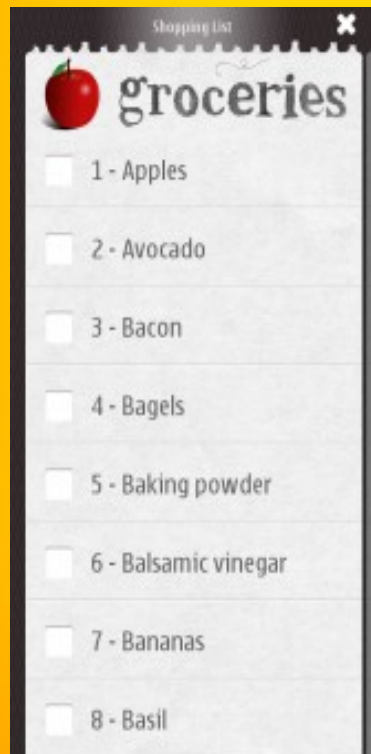 Shopping List
groceries
1 - Apples
2 - Avocado
3 - Bacon
4 - Bagels
5 - Baking powder
6 - Balsamic vinegar
7 - Bananas
8 - Basil